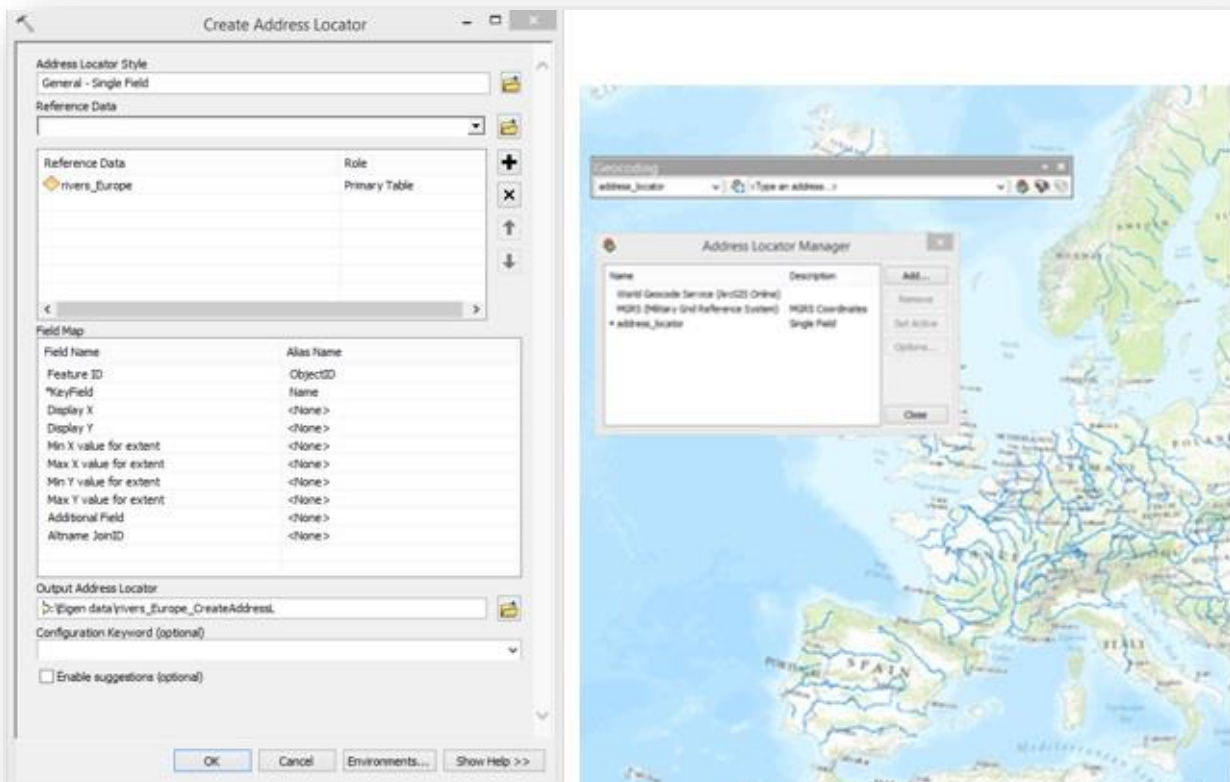 Create Address Locator
Address Locator Style
General - Single Field
Reference Data
Reference Data Role
rivers_Europe Primary Table
Field Map
Field Name Alias Name
Feature ID ObjectID
*KeyField Name
Display X <None>
Display Y <None>
Min X value for extent <None>
Max X value for extent <None>
Min Y value for extent <None>
Max Y value for extent <None>
Additional Field <None>
Altname JoinID <None>
Output Address Locator
\Eigen data\rivers_Europe_CreateAddressL
Configuration Keyword (optional)
Enable suggestions (optional)
OK Cancel Environments... Show Help >>
Geocoding
address_locator <Type an address...>
Address Locator Manager
Name Description
World Geocode Service (ArcGIS Online)
MGRS (Military Grid Reference System) MGRS Coordinates
address_locator Single Field
Add...
Remove
Set Active
Options...
Close
SPAIN
ITALY